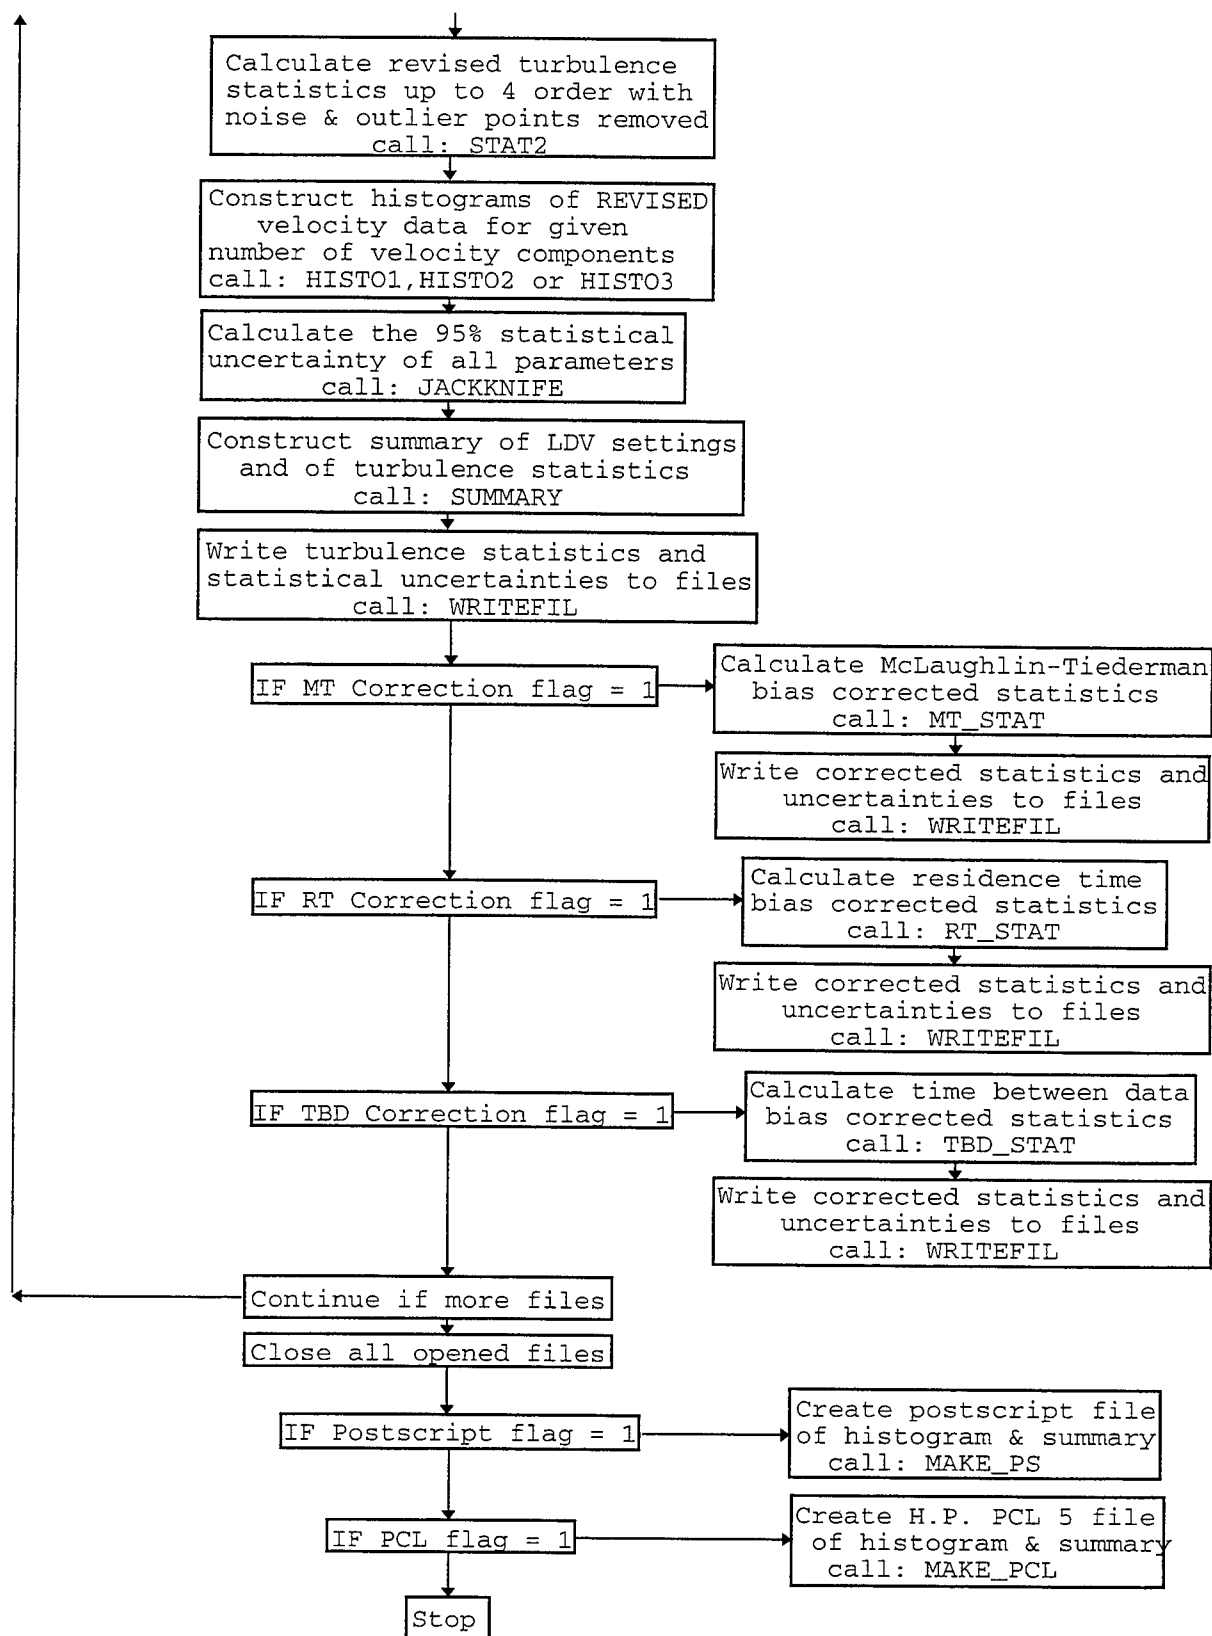 Calculate revised turbulence
statistics up to 4 order with
noise & outlier points removed
call: STAT2
Construct histograms of REVISED
velocity data for given
number of velocity components
call: HISTO1,HISTO2 or HISTO3
Calculate the 95% statistical
uncertainty of all parameters
call: JACKKNIFE
Construct summary of LDV settings
and of turbulence statistics
call: SUMMARY
Write turbulence statistics and
statistical uncertainties to files
call: WRITEFIL
IF MT Correction flag = 1
Calculate McLaughlin-Tiederman
bias corrected statistics
call: MT_STAT
Write corrected statistics and
uncertainties to files
call: WRITEFIL
IF RT Correction flag = 1
Calculate residence time
bias corrected statistics
call: RT_STAT
Write corrected statistics and
uncertainties to files
call: WRITEFIL
IF TBD Correction flag = 1
Calculate time between data
bias corrected statistics
call: TBD_STAT
Write corrected statistics and
uncertainties to files
call: WRITEFIL
Continue if more files
Close all opened files
IF Postscript flag = 1
Create postscript file
of histogram & summary
call: MAKE_PS
IF PCL flag = 1
Create H.P. PCL 5 file
of histogram & summary
call: MAKE_PCL
Stop